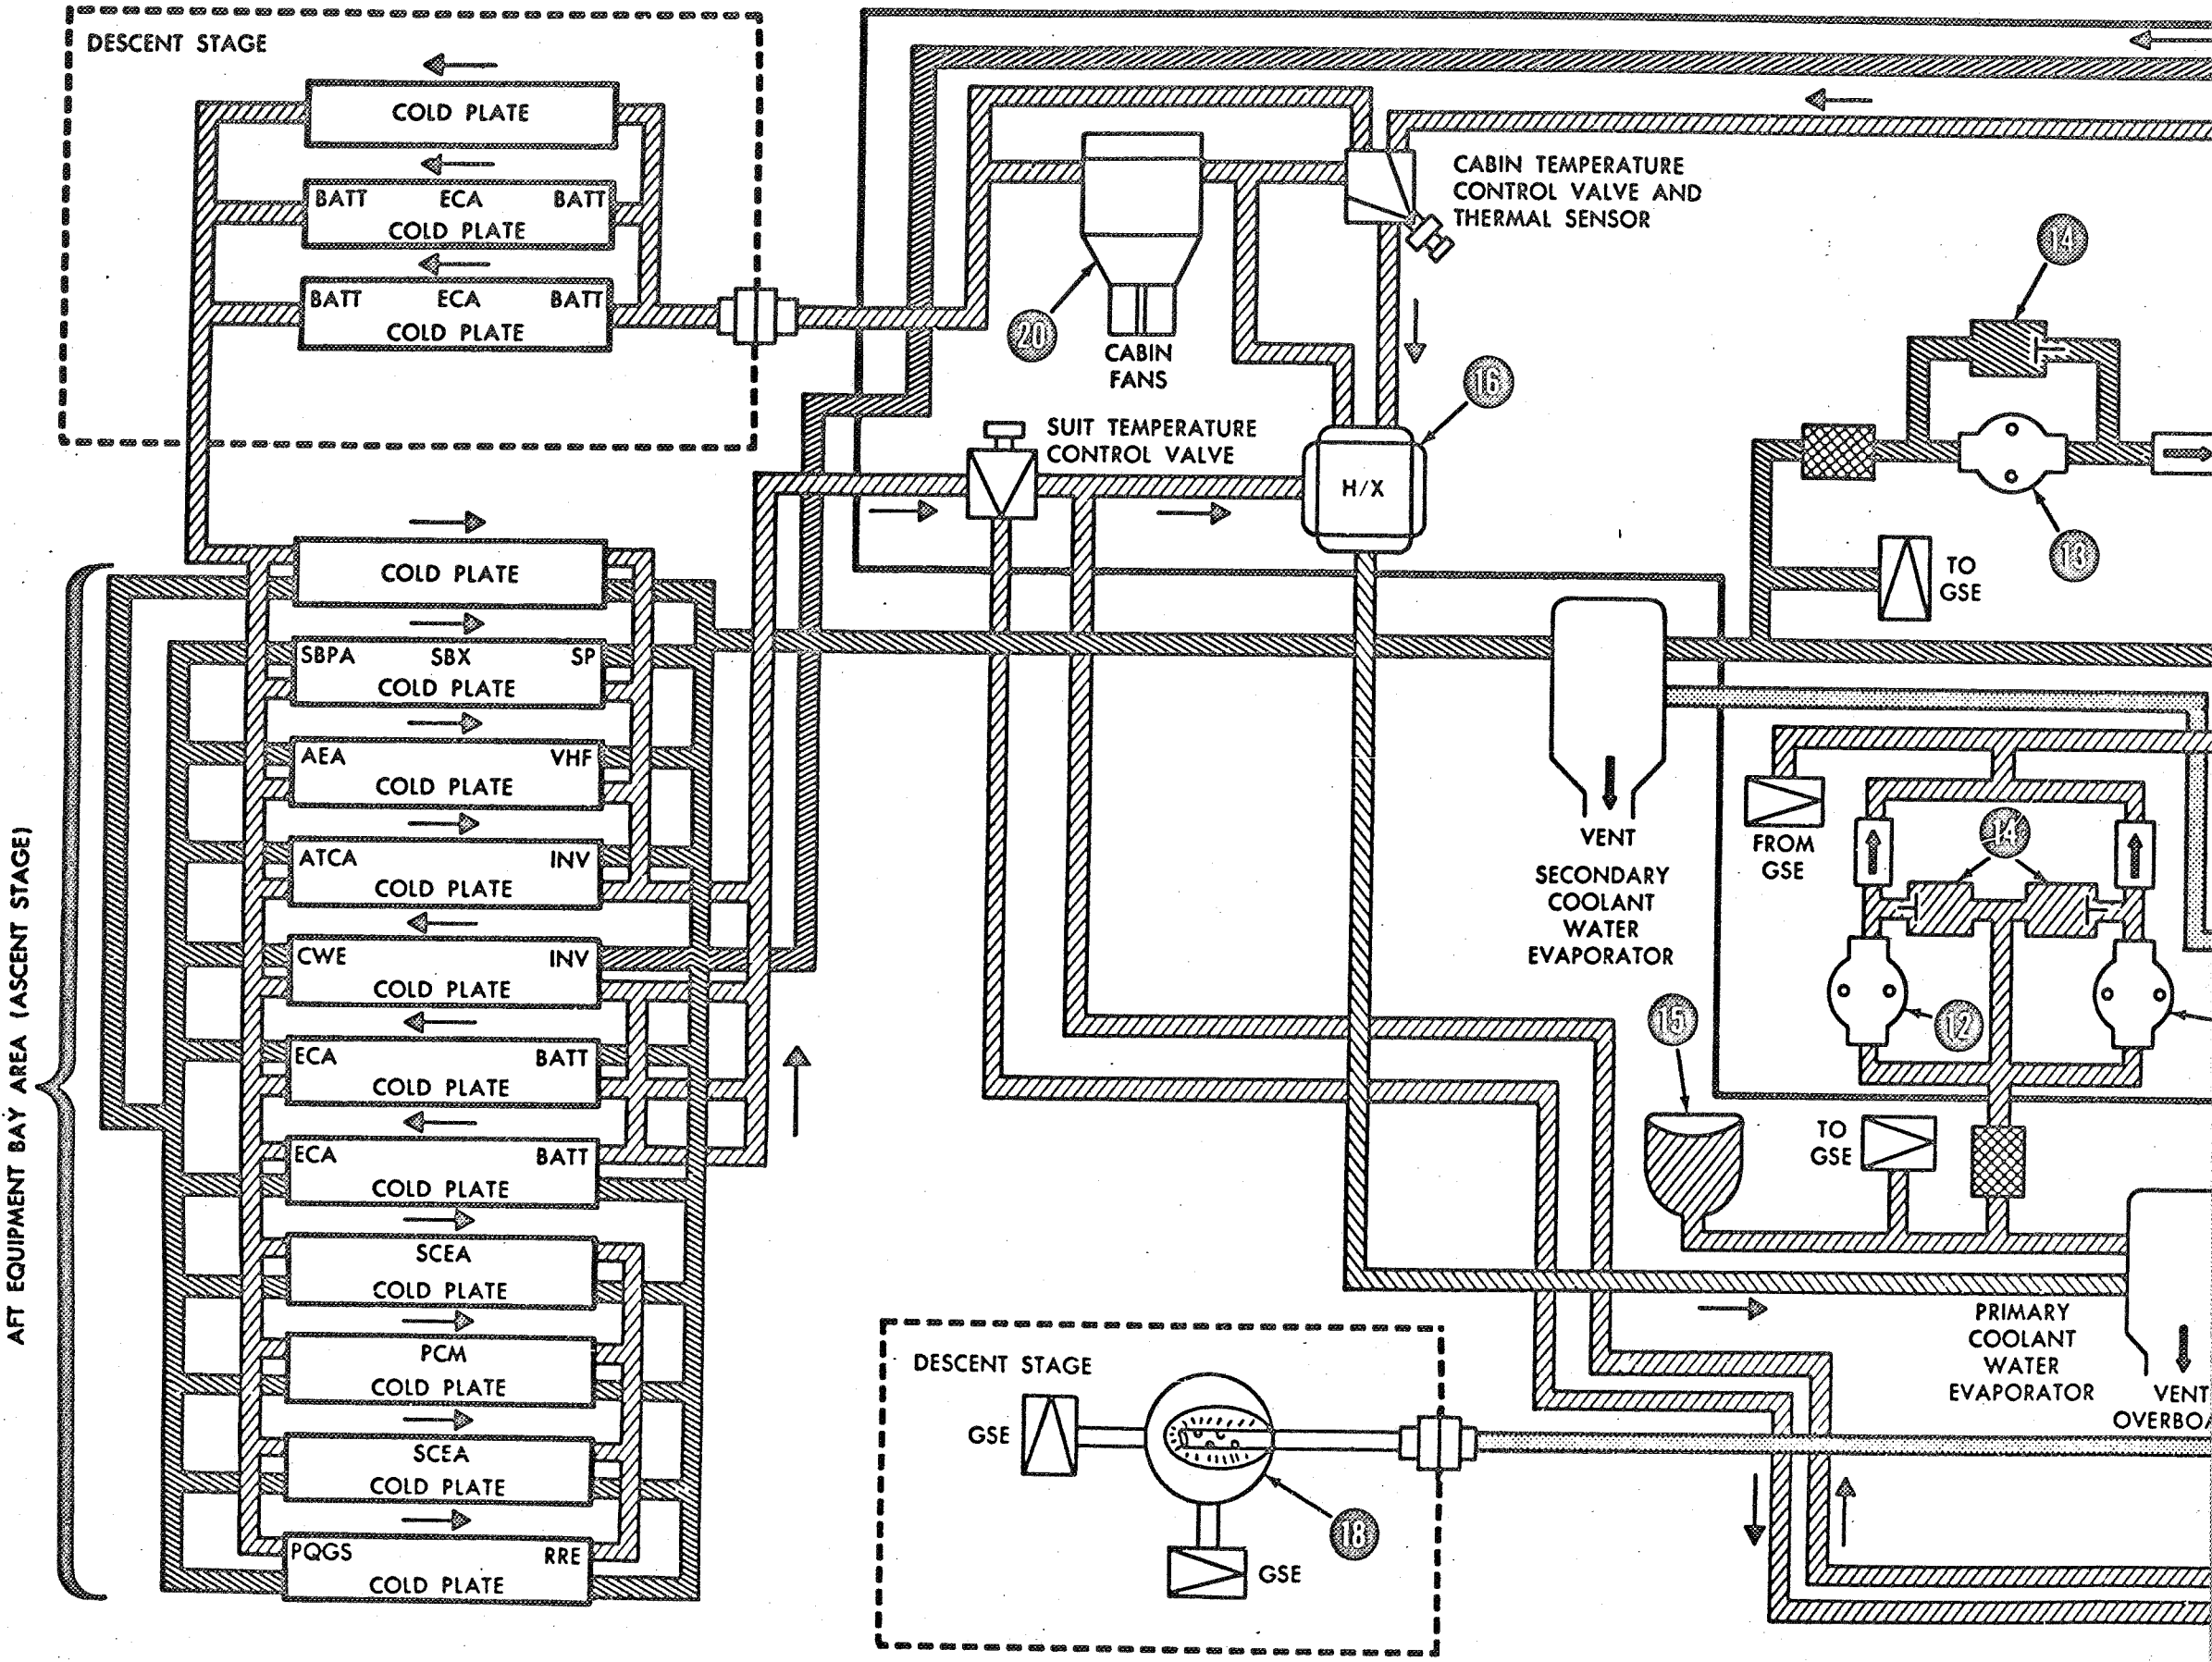 DESCENT STAGE
COLD PLATE
BATT ECA BATT
COLD PLATE
BATT ECA BATT
COLD PLATE
20
CABIN
FANS
CABIN TEMPERATURE
CONTROL VALVE AND
THERMAL SENSOR
14
16
SUIT TEMPERATURE
CONTROL VALVE
H/X
13
TO
GSE
AFT EQUIPMENT BAY AREA (ASCENT STAGE)
COLD PLATE
SBPA SBX SP
COLD PLATE
AEA VHF
COLD PLATE
ATCA INV
COLD PLATE
CWE INV
COLD PLATE
ECA BATT
COLD PLATE
ECA BATT
COLD PLATE
SCEA
COLD PLATE
PCM
COLD PLATE
SCEA
COLD PLATE
PQGS RRE
COLD PLATE
VENT
SECONDARY
COOLANT
WATER
EVAPORATOR
FROM
GSE
14
15
12
TO
GSE
PRIMARY
COOLANT
WATER
EVAPORATOR
VENT
OVERBOA
DESCENT STAGE
GSE
18
GSE